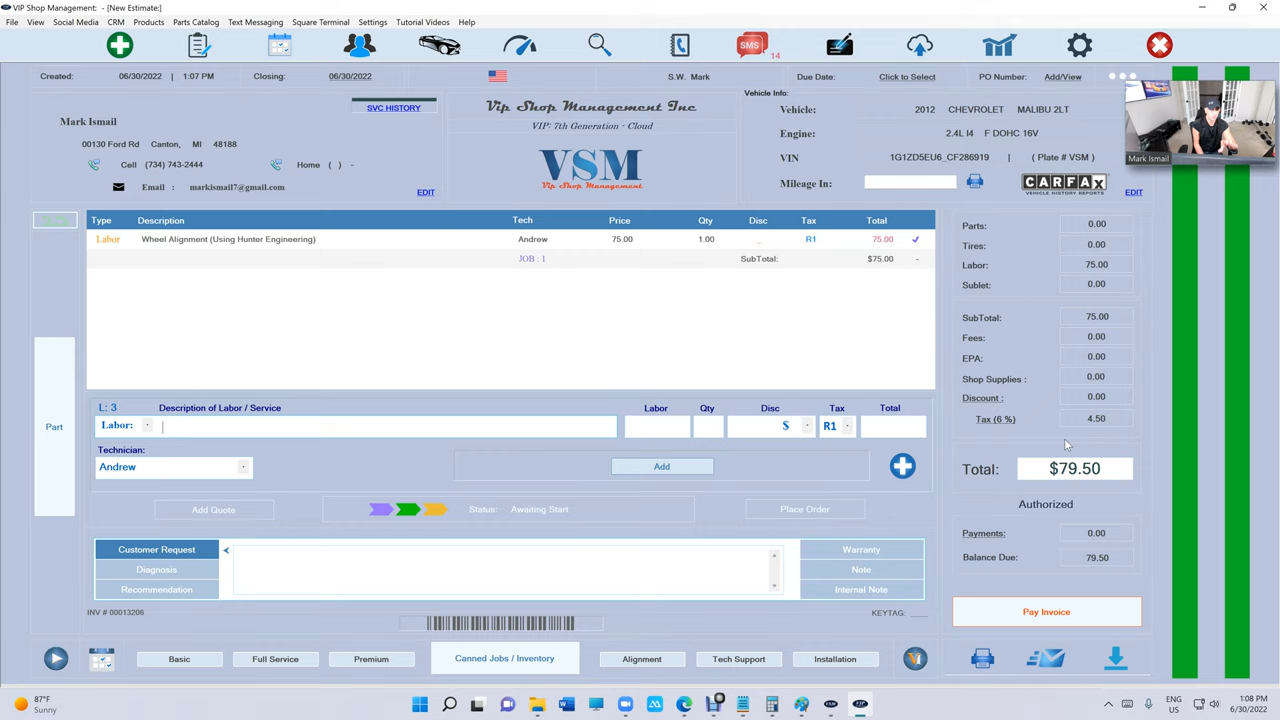 VIP Shop Management: - [New Estimate:]
File View Social Media CRM Products Parts Catalog Text Messaging Square Terminal Settings Tutorial Videos Help
SMS
14
Created: 06/30/2022 | 1:07 PM Closing: 06/30/2022 S.W. Mark Due Date: Click to Select PO Number: Add/View
SVC HISTORY
Mark Ismail
00130 Ford Rd Canton, MI 48188
Cell (734) 743-2444 Home ( ) -
Email : markismail7@gmail.com
EDIT
Vip Shop Management Inc
VIP: 7th Generation - Cloud
VSM
Vip Shop Management
Vehicle Info:
Vehicle: 2012 CHEVROLET MALIBU 2LT
Engine: 2.4L I4 F DOHC 16V
VIN 1G1ZD5EU6_CF286919 | ( Plate # VSM )
Mileage In:
CARFAX
VEHICLE HISTORY REPORTS
EDIT
Mark Ismail
Type Description Tech Price Qty Disc Tax Total
Labor Wheel Alignment (Using Hunter Engineering) Andrew 75.00 1.00 _ R1 75.00
JOB : 1 SubTotal: $75.00 -
Part
L: 3 Description of Labor / Service Labor Qty Disc Tax Total
Labor: $ R1
Technician:
Andrew
Add
Add Quote Status: Awaiting Start Place Order
Customer Request
Diagnosis
Recommendation
Warranty
Note
Internal Note
INV # 00013206 KEYTAG: ___
Parts: 0.00
Tires: 0.00
Labor: 75.00
Sublet: 0.00
SubTotal: 75.00
Fees: 0.00
EPA: 0.00
Shop Supplies : 0.00
Discount : 0.00
Tax (6 %) 4.50
Total: $79.50
Authorized
Payments: 0.00
Balance Due: 79.50
Pay Invoice
Basic Full Service Premium Canned Jobs / Inventory Alignment Tech Support Installation
87°F
Sunny
ENG
US
1:08 PM
6/30/2022